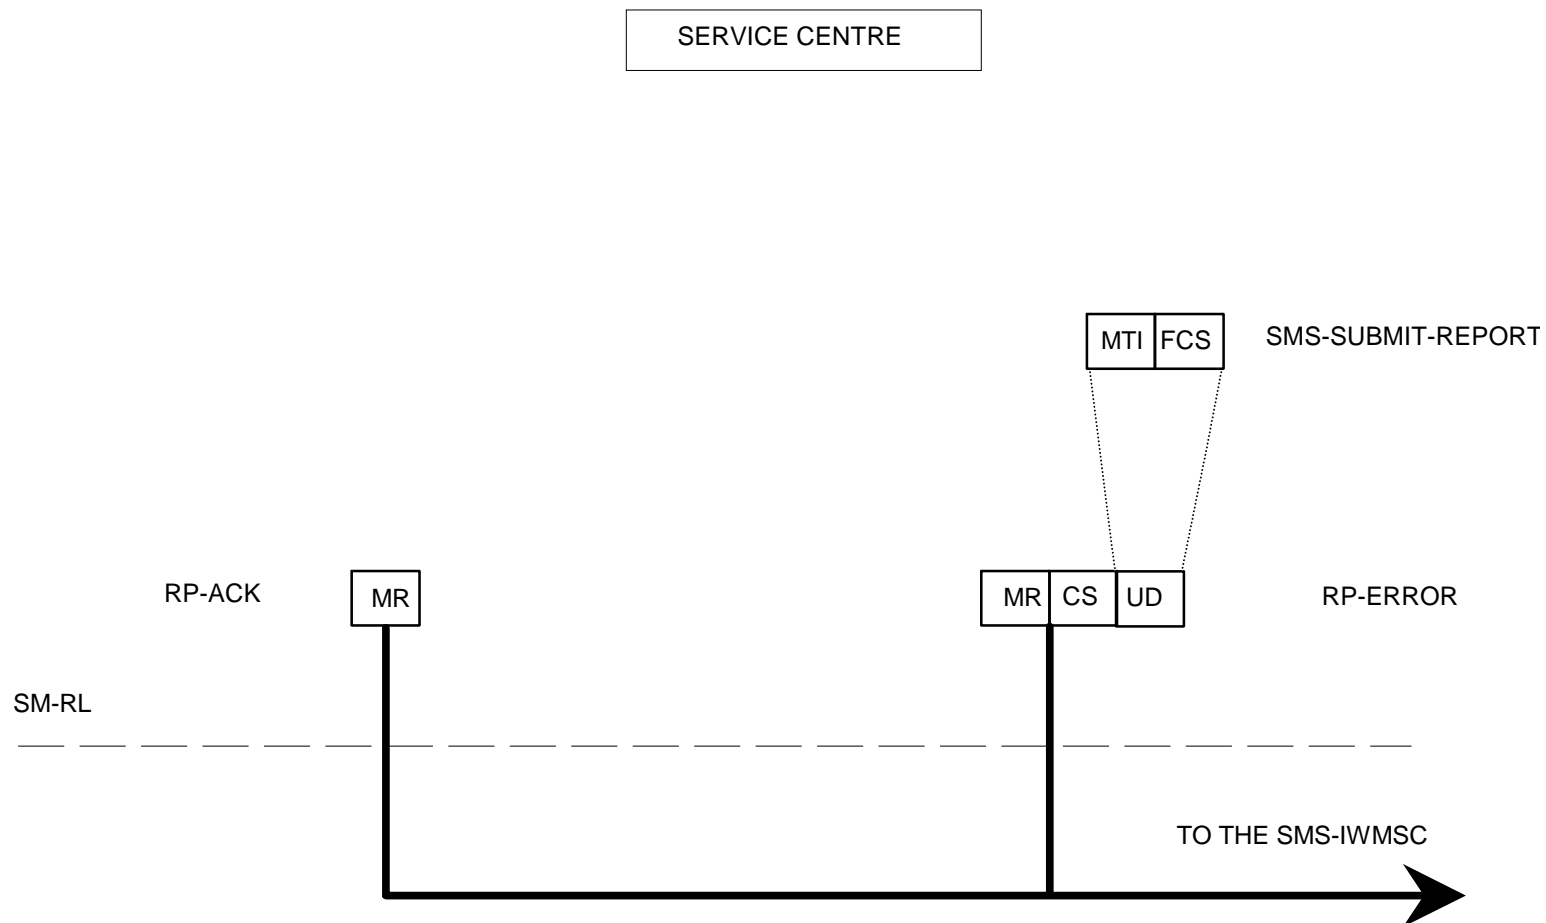 SERVICE CENTRE
MTI FCS SMS-SUBMIT-REPORT
RP-ACK MR MR CS UD RP-ERROR
SM-RL
TO THE SMS-IWMSC